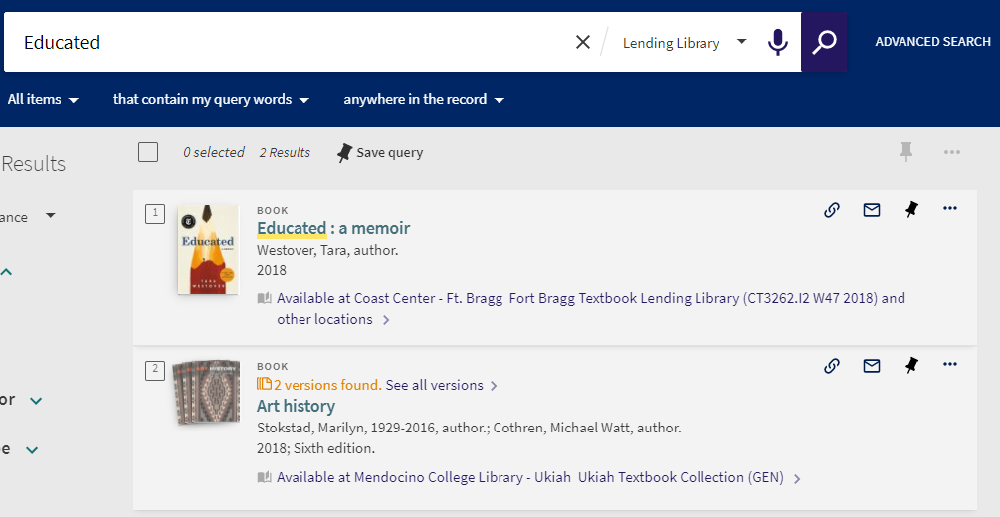 Educated
Lending Library
ADVANCED SEARCH
All items
that contain my query words
anywhere in the record
Results
0 selected 2 Results Save query
ance
1
BOOK
Educated : a memoir
Westover, Tara, author.
2018
Available at Coast Center - Ft. Bragg Fort Bragg Textbook Lending Library (CT3262.I2 W47 2018) and
other locations
Educated
TARA
WESTOVER
2
BOOK
2 versions found. See all versions
Art history
Stokstad, Marilyn, 1929-2016, author.; Cothren, Michael Watt, author.
2018; Sixth edition.
Available at Mendocino College Library - Ukiah Ukiah Textbook Collection (GEN)
or
e